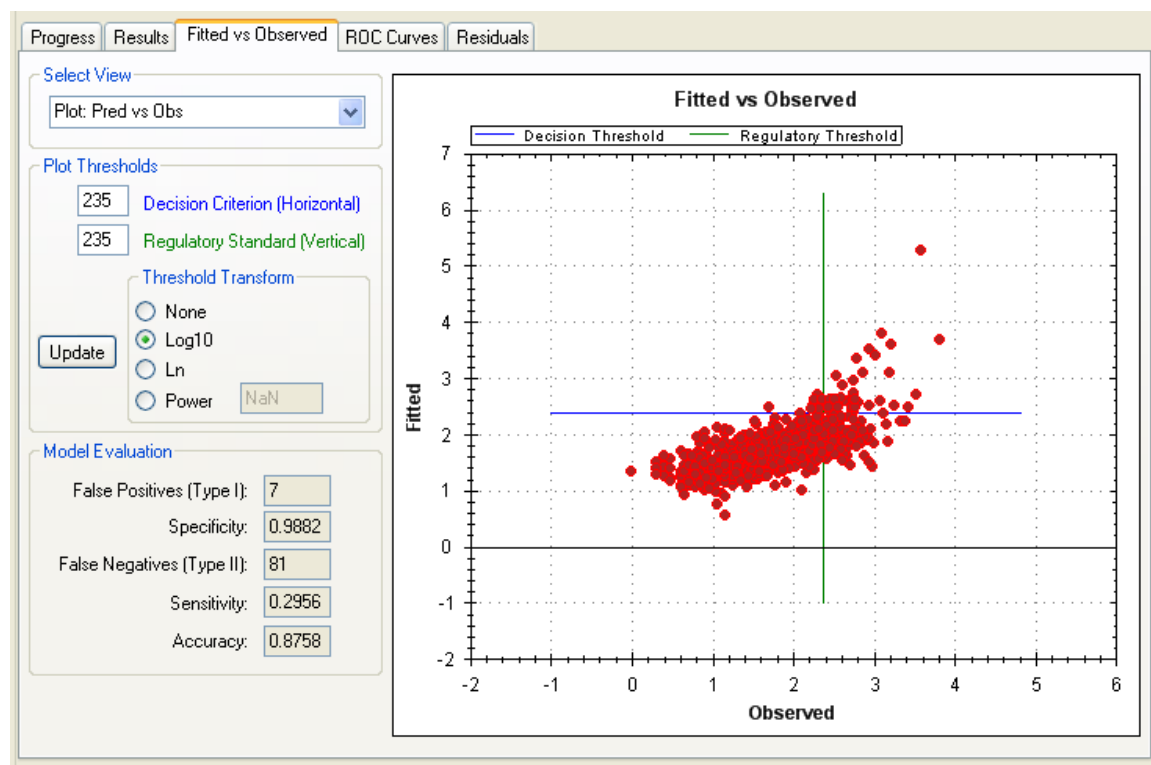 Progress Results Fitted vs Observed ROC Curves Residuals
Select View
Plot: Pred vs Obs
Plot Thresholds
235 Decision Criterion (Horizontal)
235 Regulatory Standard (Vertical)
Threshold Transform
None
Log10
Ln
Power NaN
Update
Model Evaluation
False Positives (Type I): 7
Specificity: 0.9882
False Negatives (Type II): 81
Sensitivity: 0.2956
Accuracy: 0.8758
Fitted vs Observed
Decision Threshold Regulatory Threshold
7
6
5
4
3
2
1
0
-1
-2
Fitted
-2 -1 0 1 2 3 4 5 6
Observed